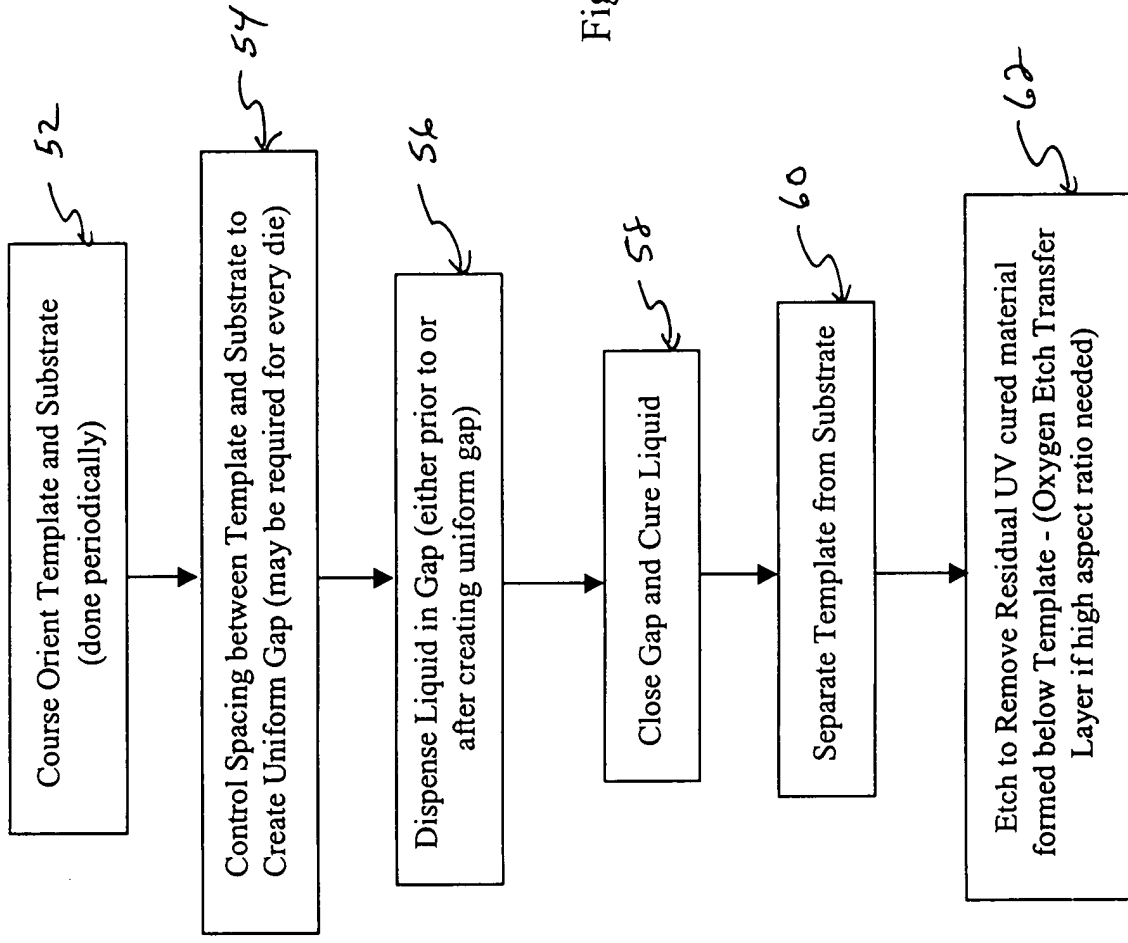 Course Orient Template and Substrate
(done periodically)
52
Control Spacing between Template and Substrate to
Create Uniform Gap (may be required for every die)
54
Dispense Liquid in Gap (either prior to or
after creating uniform gap)
56
Close Gap and Cure Liquid
58
Separate Template from Substrate
60
Etch to Remove Residual UV cured material
formed below Template - (Oxygen Etch Transfer
Layer if high aspect ratio needed)
62
Fig